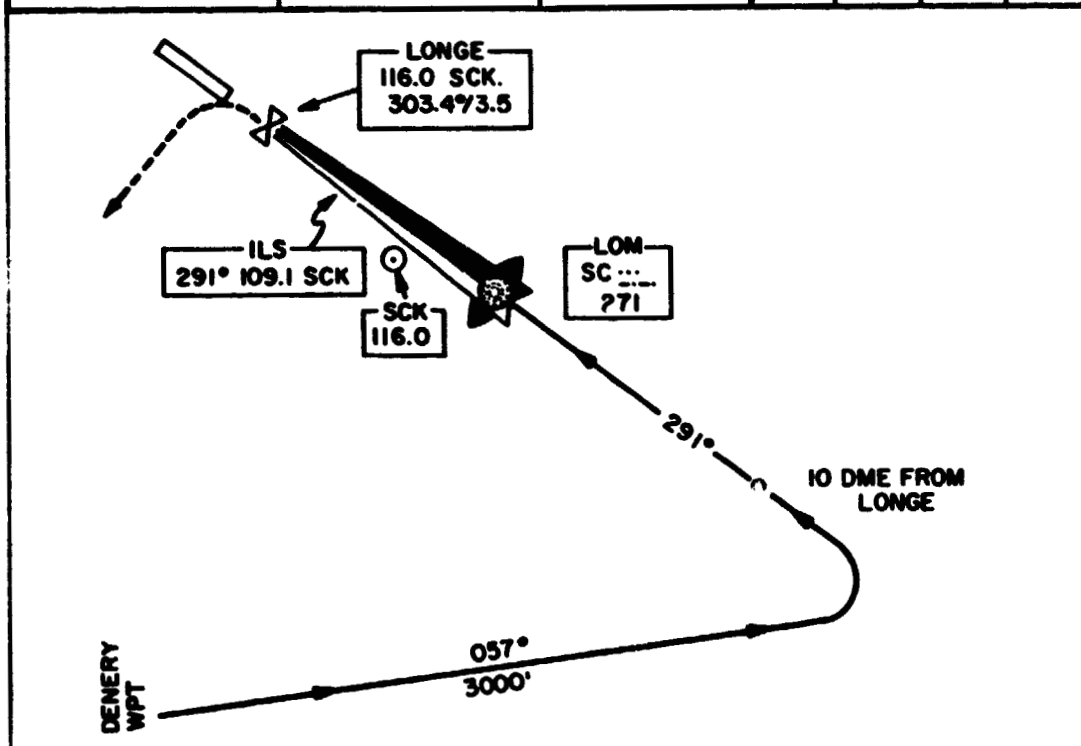 LONGE
116.0 SCK.
303.4°/3.5
ILS
291° 109.1 SCK
LOM
SC
271
SCK
116.0
291°
10 DME FROM
LONGE
057°
3000'
DENERY
WPT